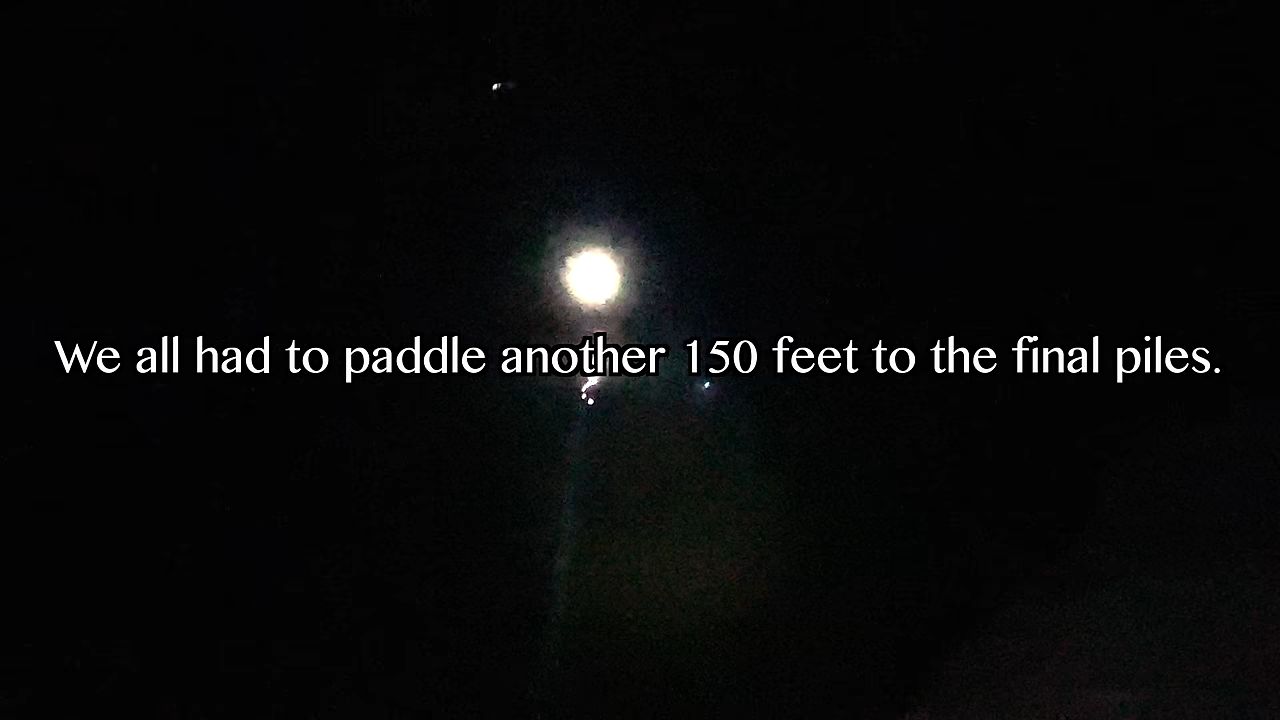 We all had to paddle another 150 feet to the final piles.